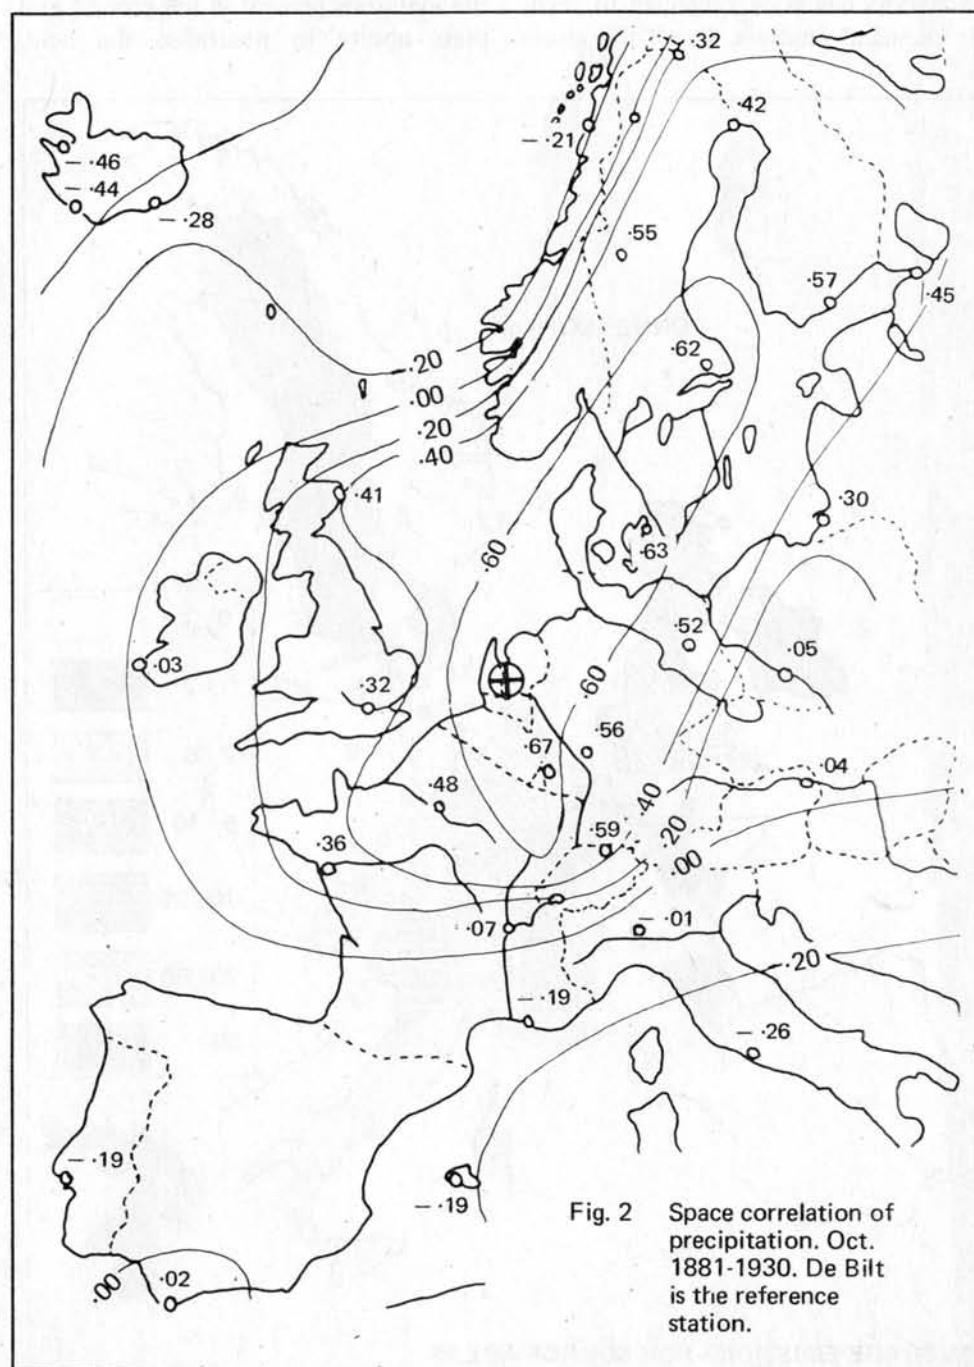 · 32
· 42
— · 21
— · 46
— · 44
— · 28
· 55
· 57
· 45
· 62
— · 20
· 00
· 20
· 40
· 41
· 30
· 60
· 63
· 52
· 03
· 05
· 32
· 60
· 56
· 67
· 04
· 48
· 40
· 59
· 20
· 36
· 00
· 07
— · 01
— · 20
— · 19
— · 26
— · 19
— · 19
Fig. 2 Space correlation of
precipitation. Oct.
1881-1930. De Bilt
is the reference
station.
· 00
· 02